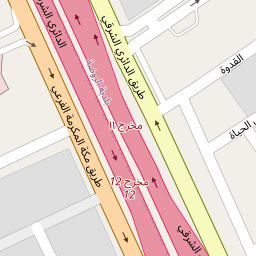 الدائري الشرقي
طريق الدائري الشرقي
القدوة
مخرج 11
الحياة
طريق مكة المكرمة الفرعي
مخرج 12
12
الشرقي